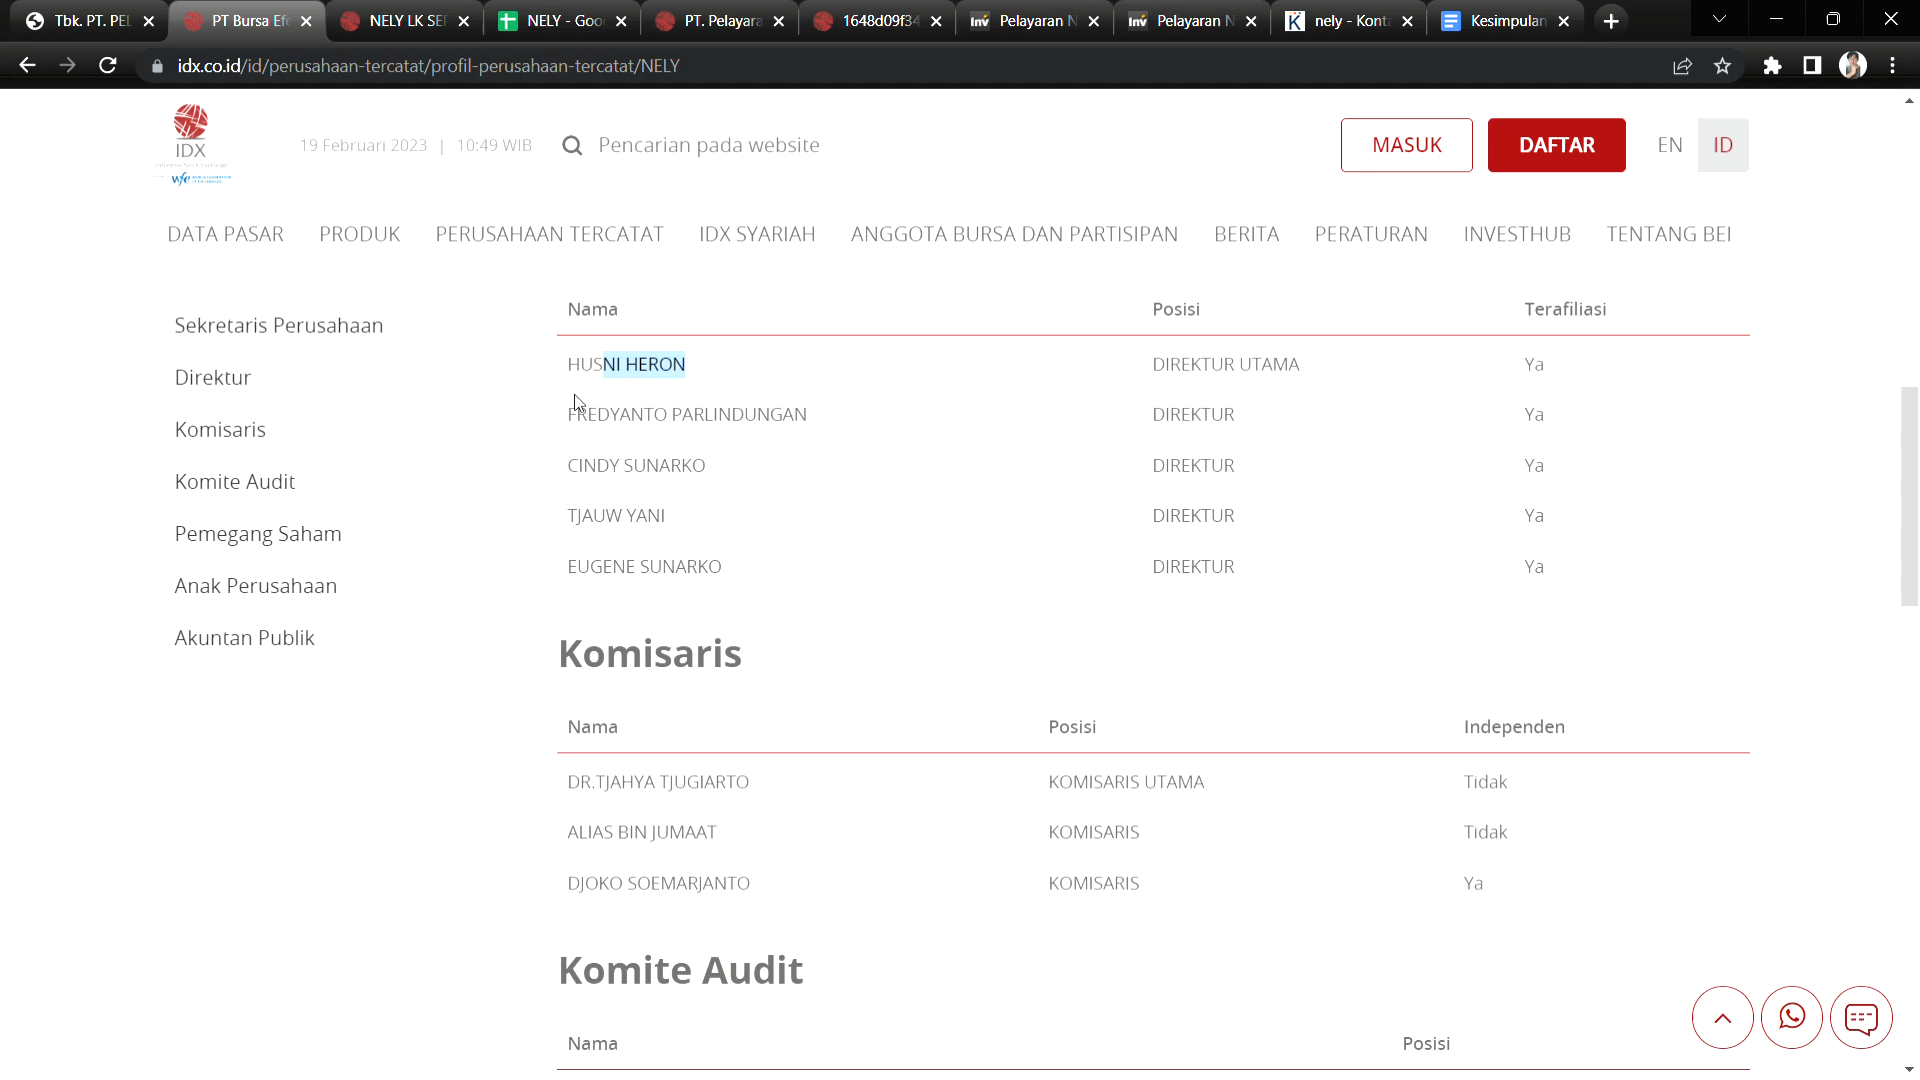 Tbk. PT. PEL
PT Bursa Efe
NELY LK SE
NELY - Goo
PT. Pelayara
1648d09f34
Pelayaran N
Pelayaran N
nely - Konta
Kesimpulan
idx.co.id/id/perusahaan-tercatat/profil-perusahaan-tercatat/NELY
IDX
wfe
19 Februari 2023 | 10:49 WIB
Pencarian pada website
MASUK
DAFTAR
EN
ID
DATA PASAR PRODUK PERUSAHAAN TERCATAT IDX SYARIAH ANGGOTA BURSA DAN PARTISIPAN BERITA PERATURAN INVESTHUB TENTANG BEI
Sekretaris Perusahaan
Direktur
Komisaris
Komite Audit
Pemegang Saham
Anak Perusahaan
Akuntan Publik
Nama Posisi Terafiliasi
HUSNI HERON DIREKTUR UTAMA Ya
FREDYANTO PARLINDUNGAN DIREKTUR Ya
CINDY SUNARKO DIREKTUR Ya
TJAUW YANI DIREKTUR Ya
EUGENE SUNARKO DIREKTUR Ya
Komisaris
Nama Posisi Independen
DR.TJAHYA TJUGIARTO KOMISARIS UTAMA Tidak
ALIAS BIN JUMAAT KOMISARIS Tidak
DJOKO SOEMARJANTO KOMISARIS Ya
Komite Audit
Nama Posisi